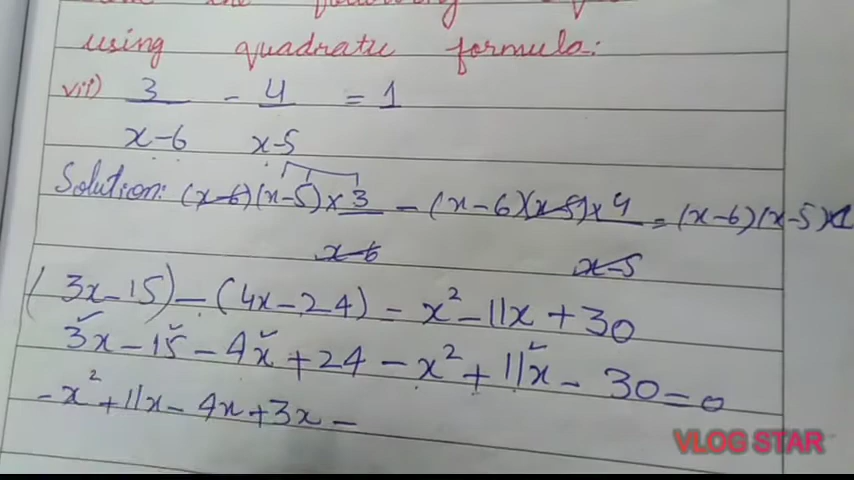 the following
using quadratic formula:
vii) 3/x-6 - 4/x-5 = 1
Solution: (x-6)(x-5)×3/x-6 - (x-6)(x-5)×4/x-5 = (x-6)(x-5)×1
(3x-15)-(4x-24)-x²-11x+30
3x-15-4x+24-x²+11x-30=0
-x²+11x-4x+3x-
VLOG STAR